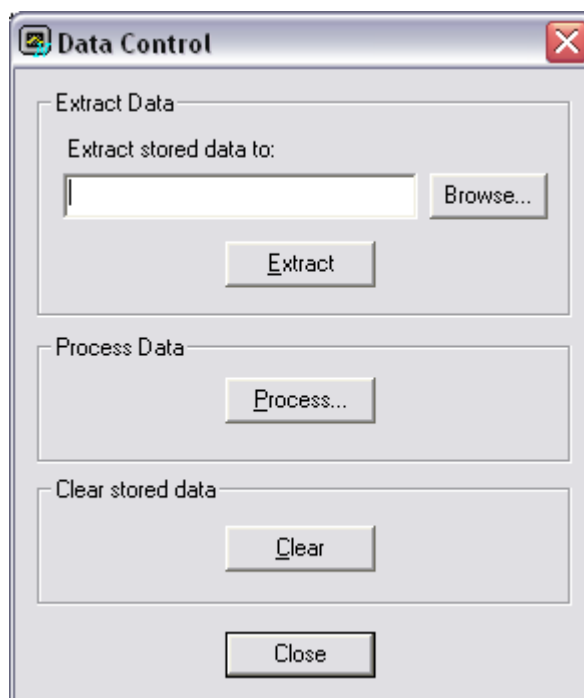 Data Control
Extract Data
Extract stored data to:
Browse...
Extract
Process Data
Process...
Clear stored data
Clear
Close